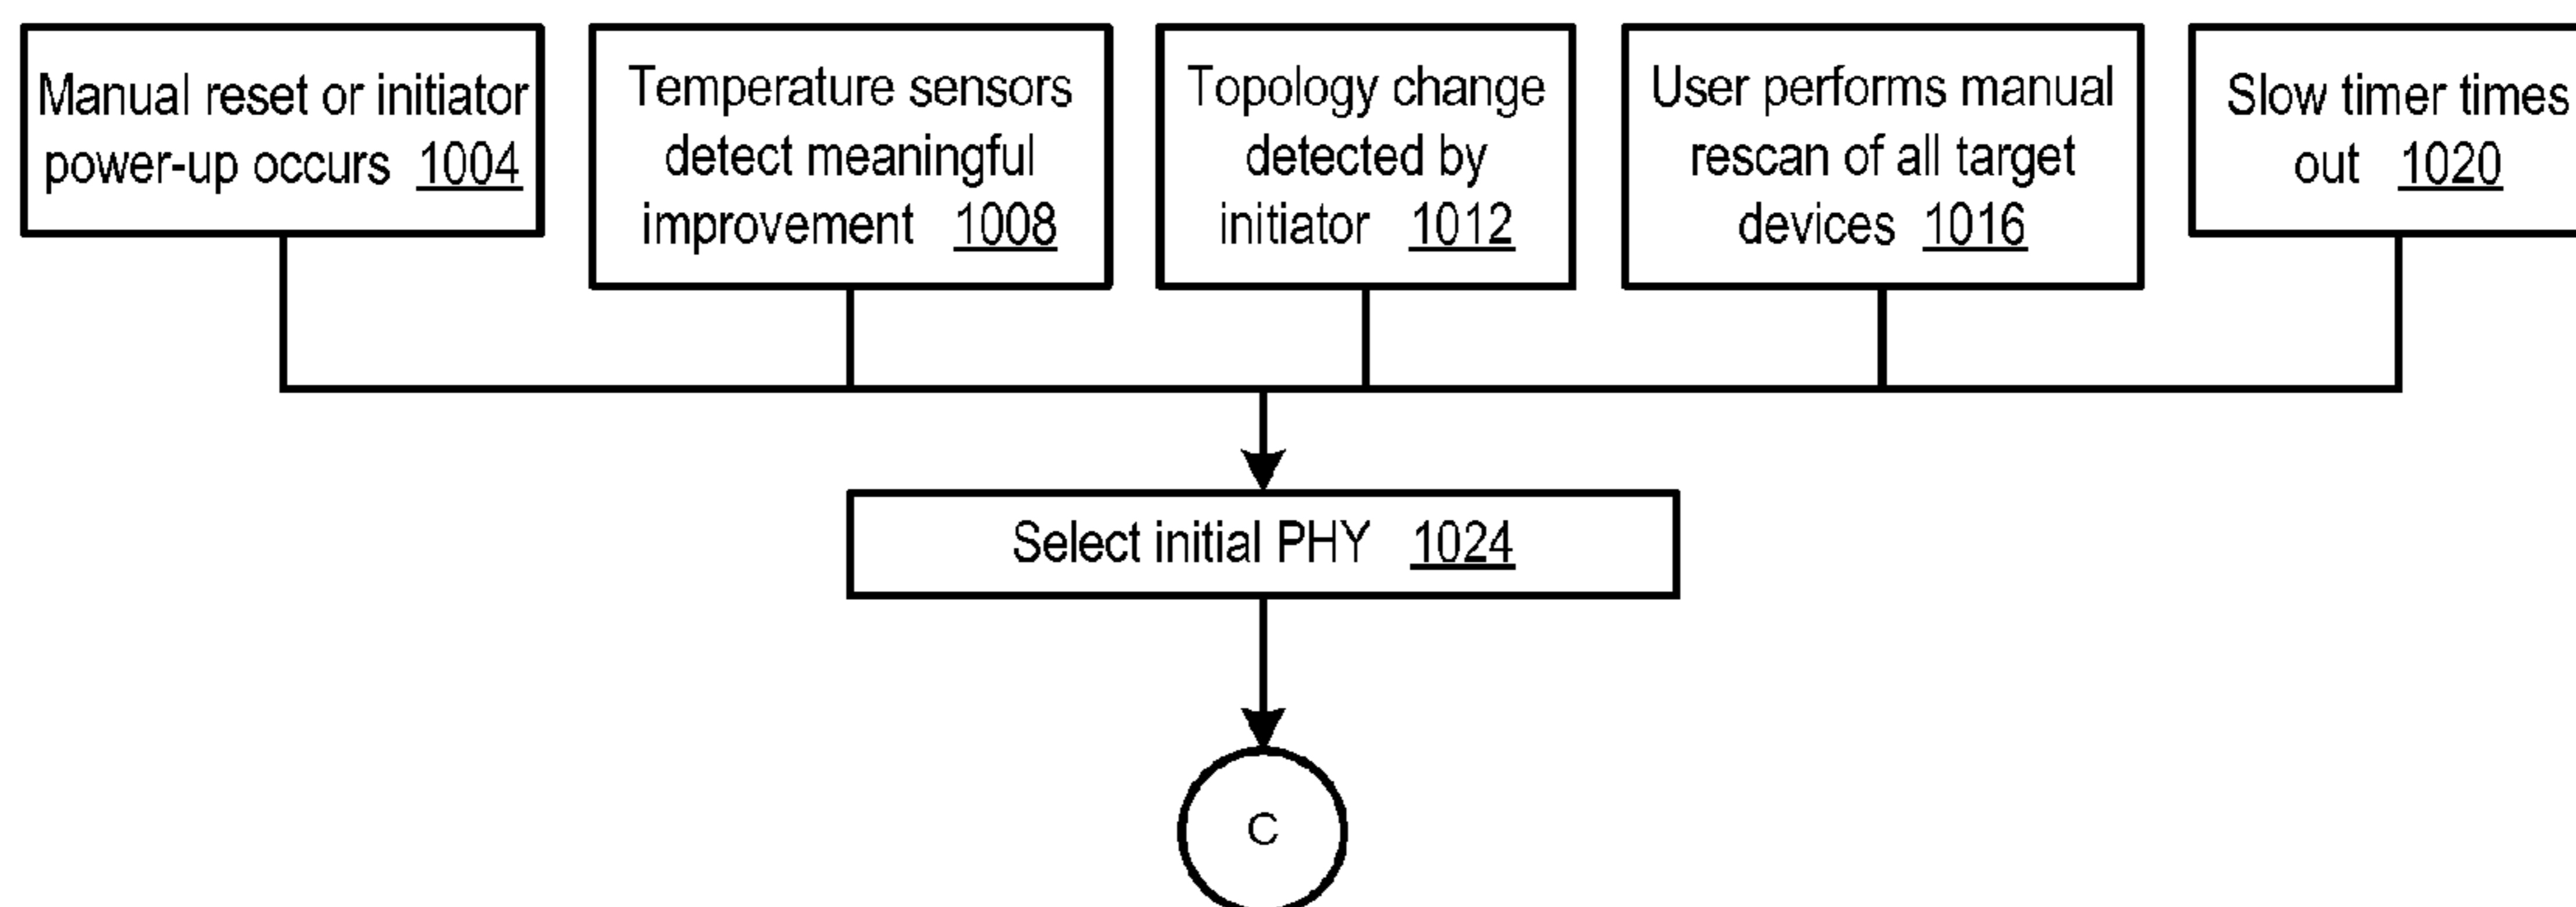 Manual reset or initiator
power-up occurs 1004
Temperature sensors
detect meaningful
improvement 1008
Topology change
detected by
initiator 1012
User performs manual
rescan of all target
devices 1016
Slow timer times
out 1020
Select initial PHY 1024
C